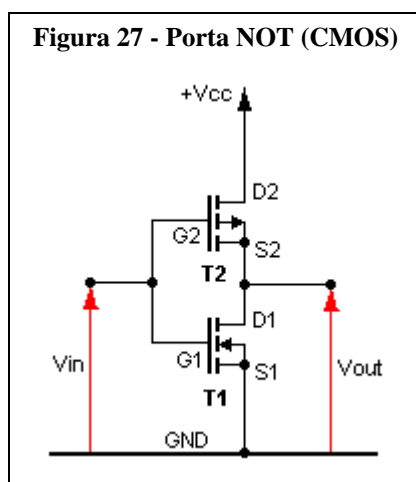 Figura 27 - Porta NOT (CMOS)
+Vcc
D2
G2
S2
T2
D1
Vin
G1
S1
Vout
T1
GND